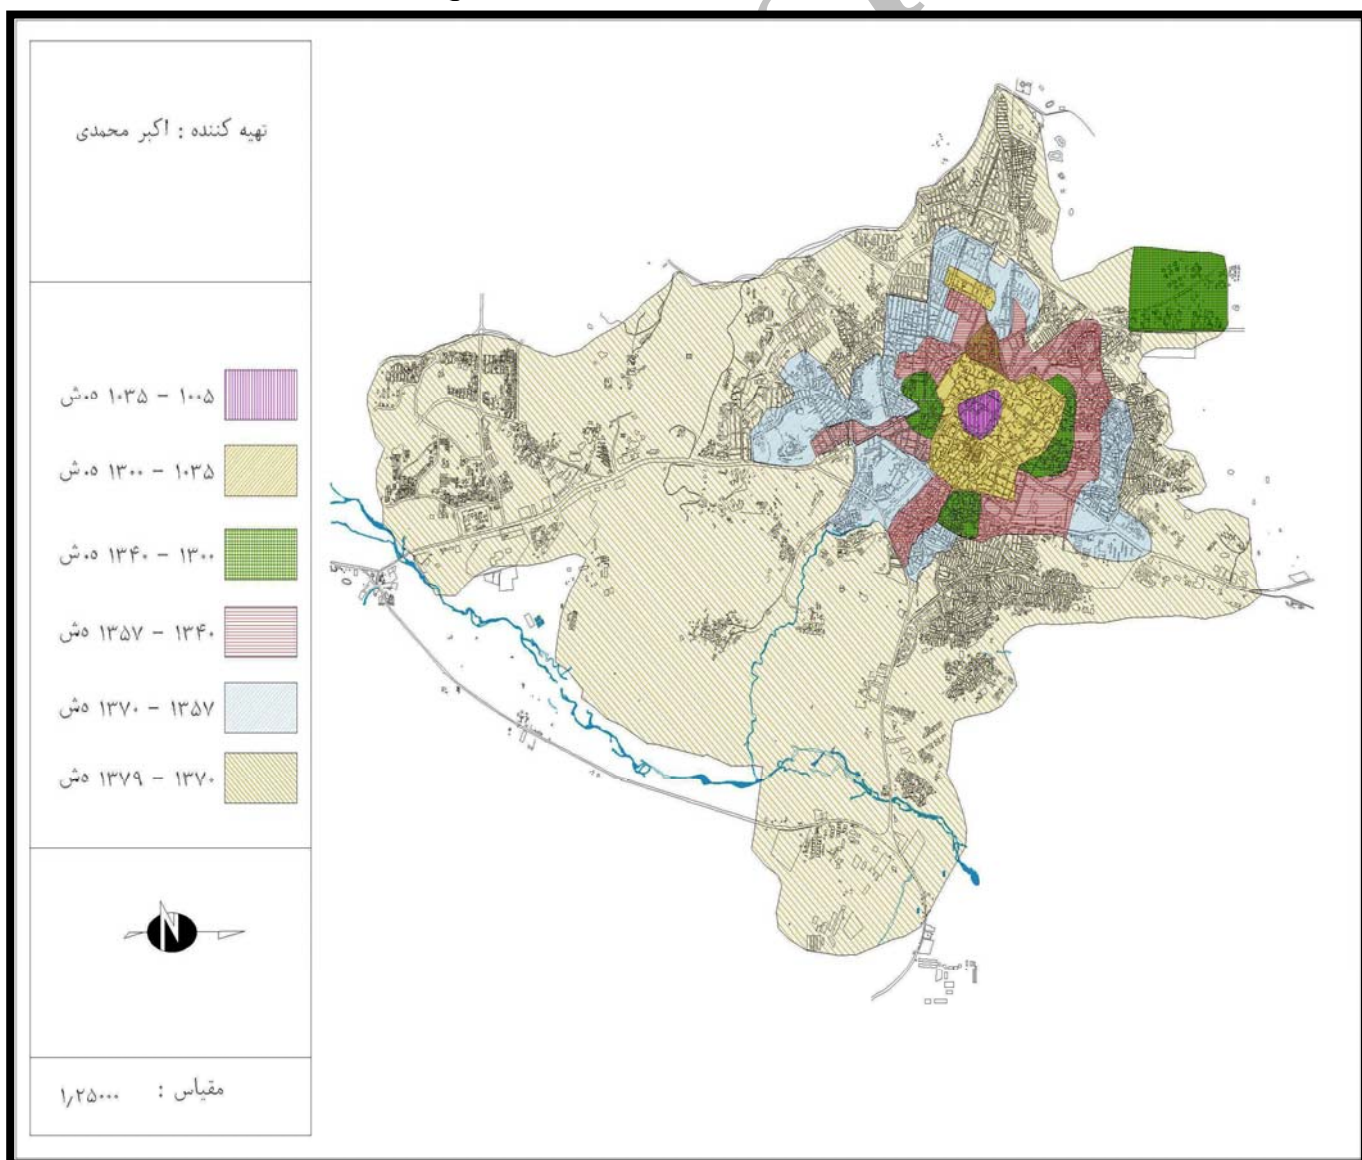 تهیه کننده : اکبر محمدی
۱۰۰۵ - ۱۰۳۵ ه.ش
۱۰۳۵ - ۱۳۰۰ ه.ش
۱۳۰۰ - ۱۳۴۰ ه.ش
۱۳۴۰ - ۱۳۵۷ ه.ش
۱۳۵۷ - ۱۳۷۰ ه.ش
۱۳۷۰ - ۱۳۷۹ ه.ش
N
مقیاس : ۱٫۲۵۰۰۰